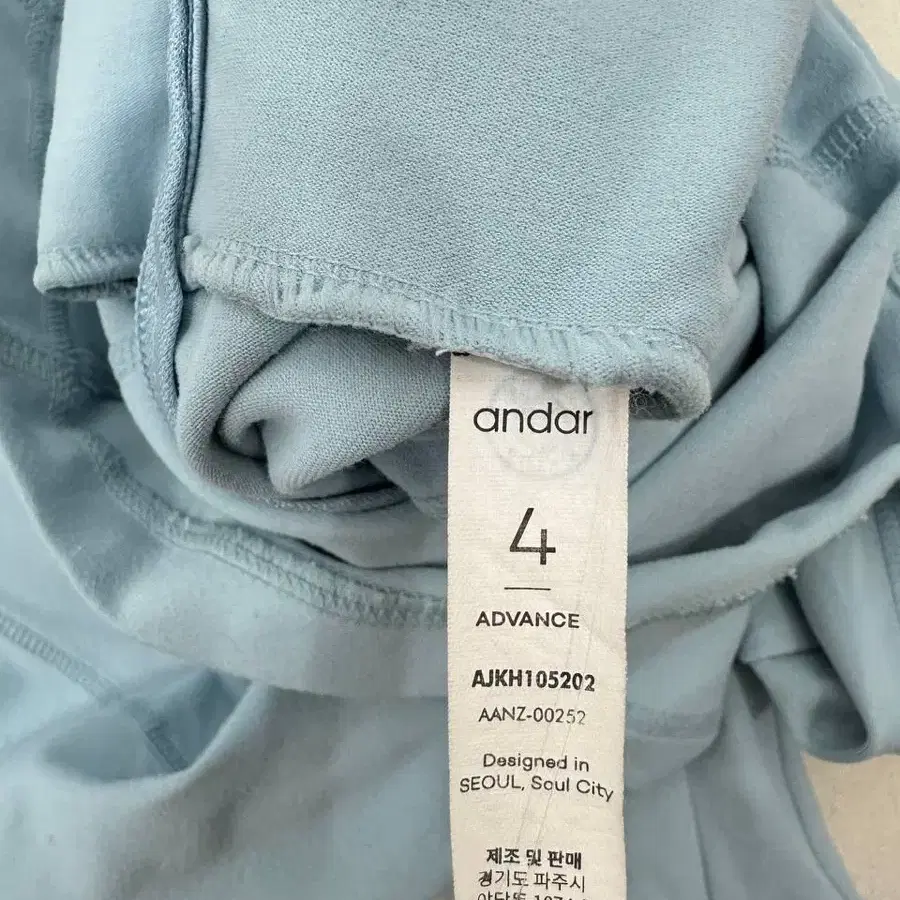 andar
4
ADVANCE
AJKH105202
AANZ-00252
Designed in
SEOUL, Soul City
제조 및 판매
경기도 파주시